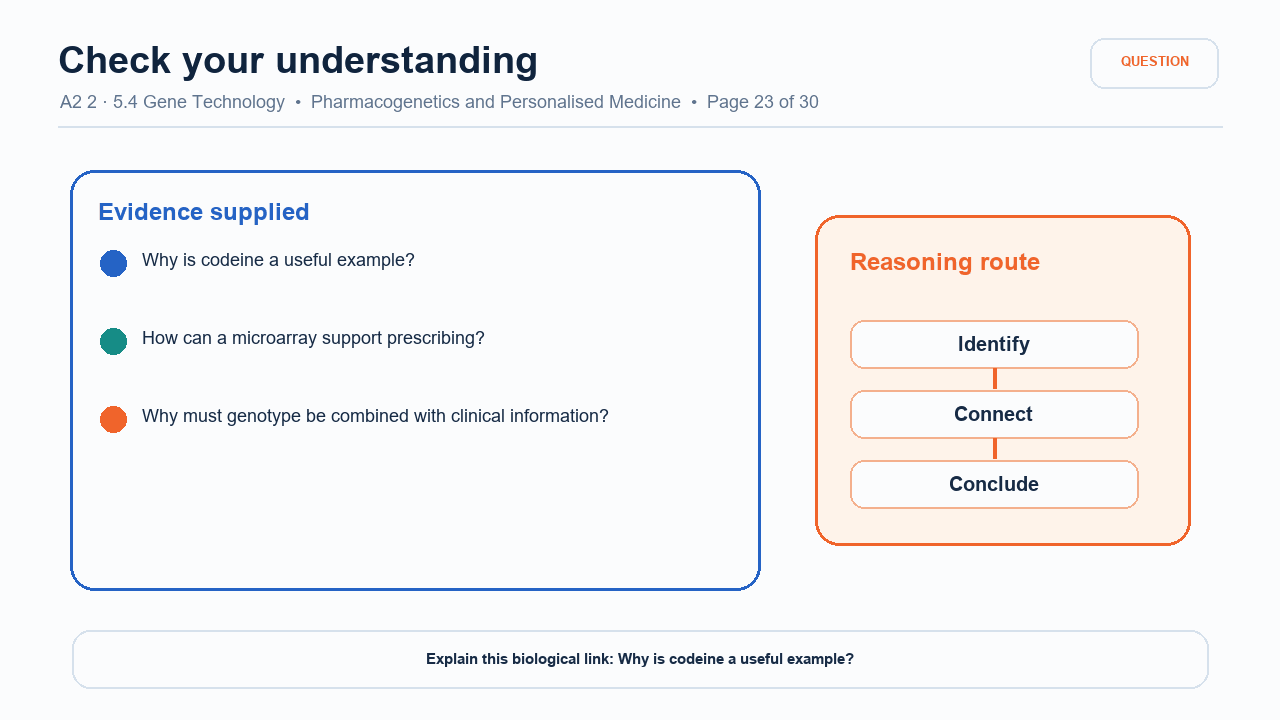 Check your understanding
QUESTION
A2 2 · 5.4 Gene Technology • Pharmacogenetics and Personalised Medicine • Page 23 of 30
Evidence supplied
Why is codeine a useful example?
How can a microarray support prescribing?
Why must genotype be combined with clinical information?
Reasoning route
Identify
Connect
Conclude
Explain this biological link: Why is codeine a useful example?